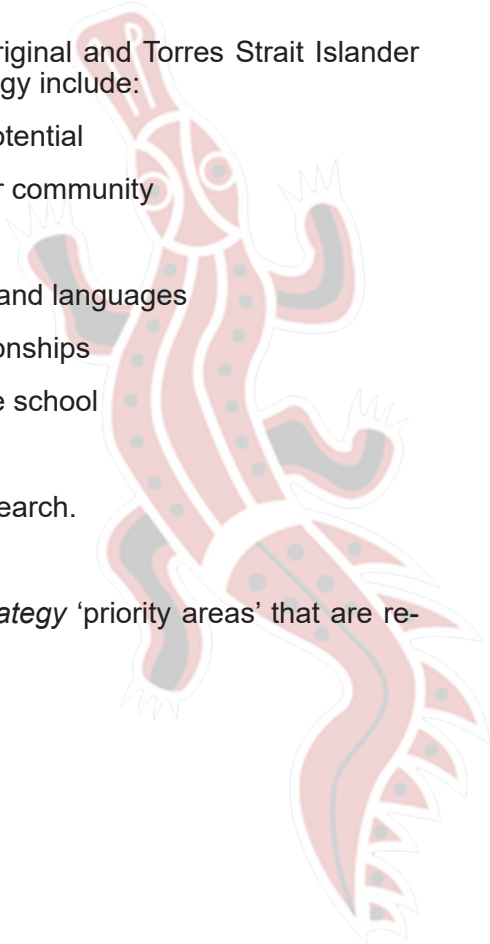 riginal and Torres Strait Islander
gy include:
otential
r community
and languages
onships
e school
earch.
ategy 'priority areas' that are re-